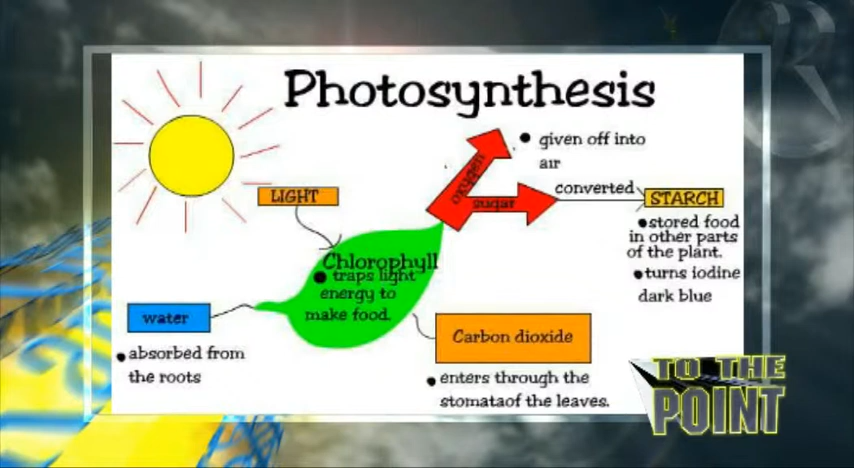 Photosynthesis
● given off into
air
oxygen
converted
LIGHT
STARCH
sugar
● stored food
in other parts
of the plant.
● turns iodine
dark blue
Chlorophyll
● traps light
energy to
make food.
water
● absorbed from
the roots
Carbon dioxide
● enters through the
stomataof the leaves.
TO THE
POINT